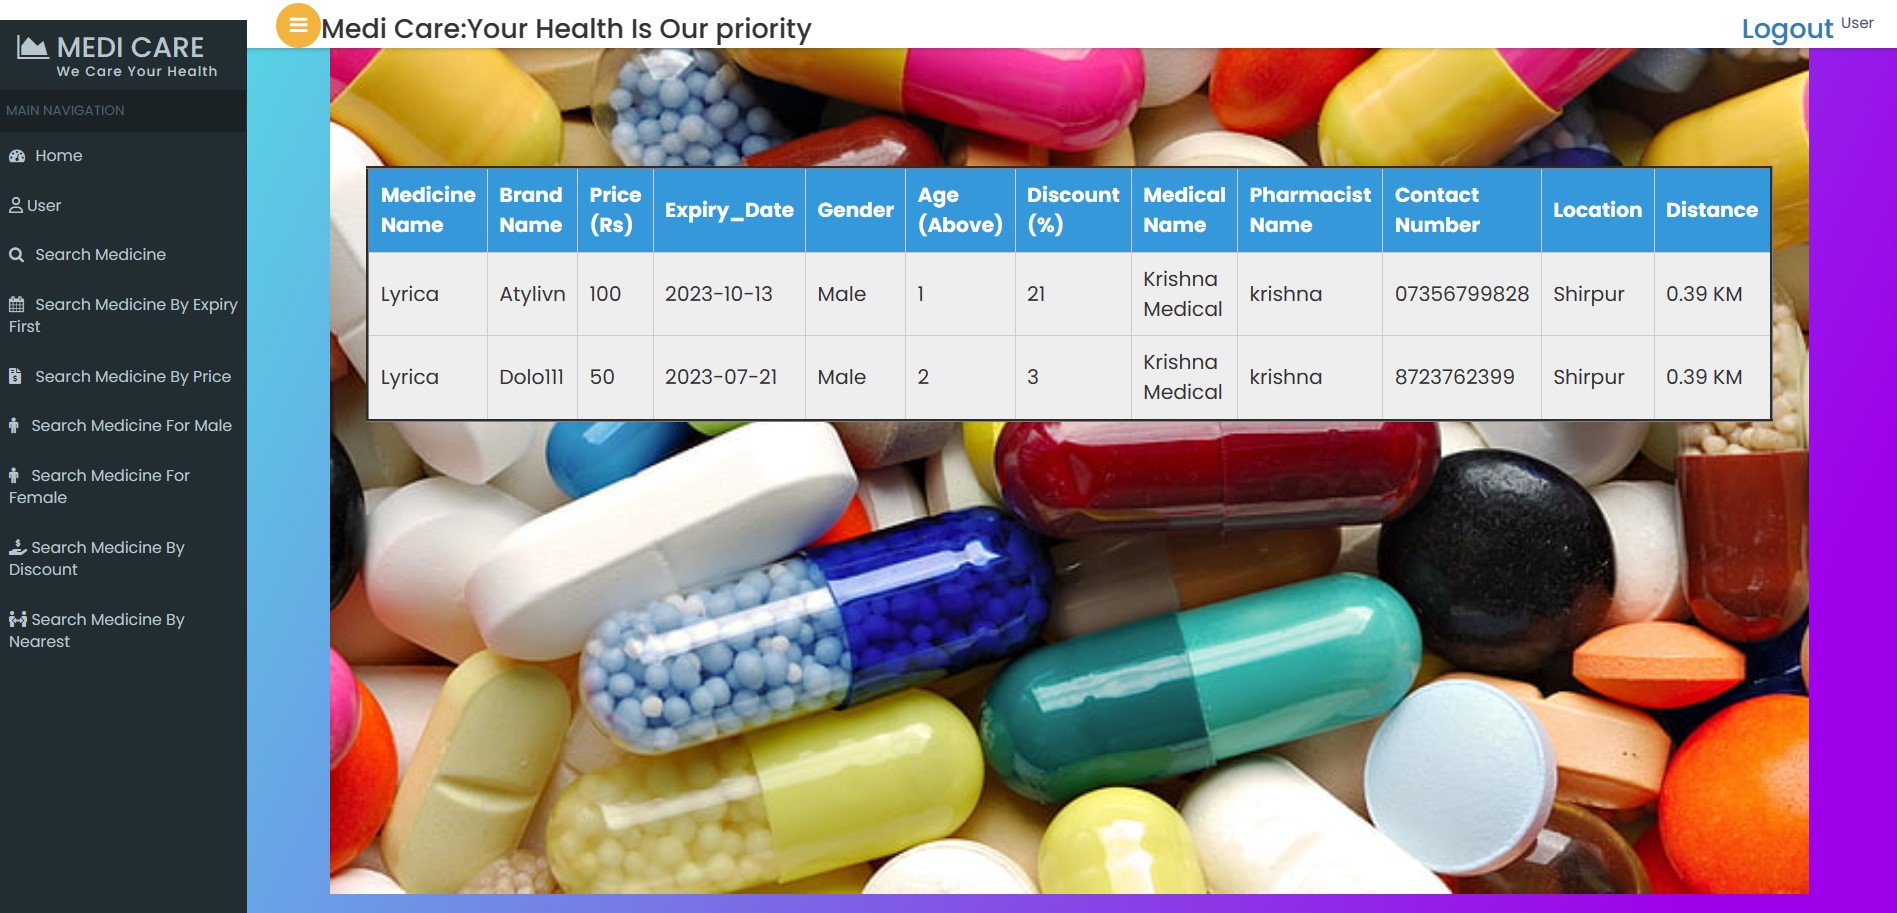 Medi Care:Your Health Is Our priority
Logout User
MEDI CARE
We Care Your Health
MAIN NAVIGATION
Home
User
Search Medicine
Search Medicine By Expiry
First
Search Medicine By Price
Search Medicine For Male
Search Medicine For
Female
Search Medicine By
Discount
Search Medicine By
Nearest
Medicine Name Brand Name Price (Rs) Expiry_Date Gender Age (Above) Discount (%) Medical Name Pharmacist Name Contact Number Location Distance
Lyrica Atylivn 100 2023-10-13 Male 1 21 Krishna Medical krishna 07356799828 Shirpur 0.39 KM
Lyrica Dolo111 50 2023-07-21 Male 2 3 Krishna Medical krishna 8723762399 Shirpur 0.39 KM